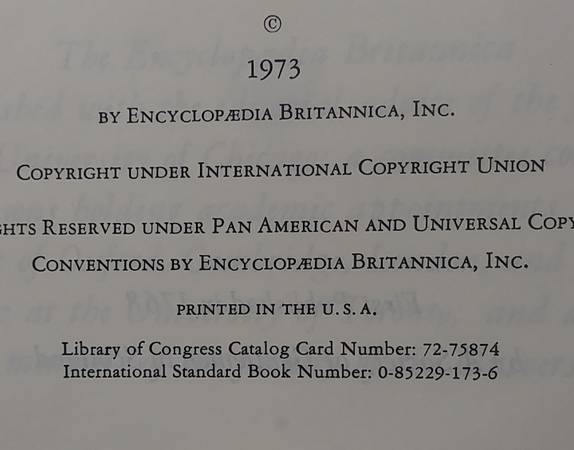 ©
1973
BY ENCYCLOPÆDIA BRITANNICA, INC.
COPYRIGHT UNDER INTERNATIONAL COPYRIGHT UNION
RESERVED UNDER PAN AMERICAN AND UNIVERSAL
CONVENTIONS BY ENCYCLOPÆDIA BRITANNICA, INC.
PRINTED IN THE U. S. A.
Library of Congress Catalog Card Number: 72-75874
International Standard Book Number: 0-85229-173-6